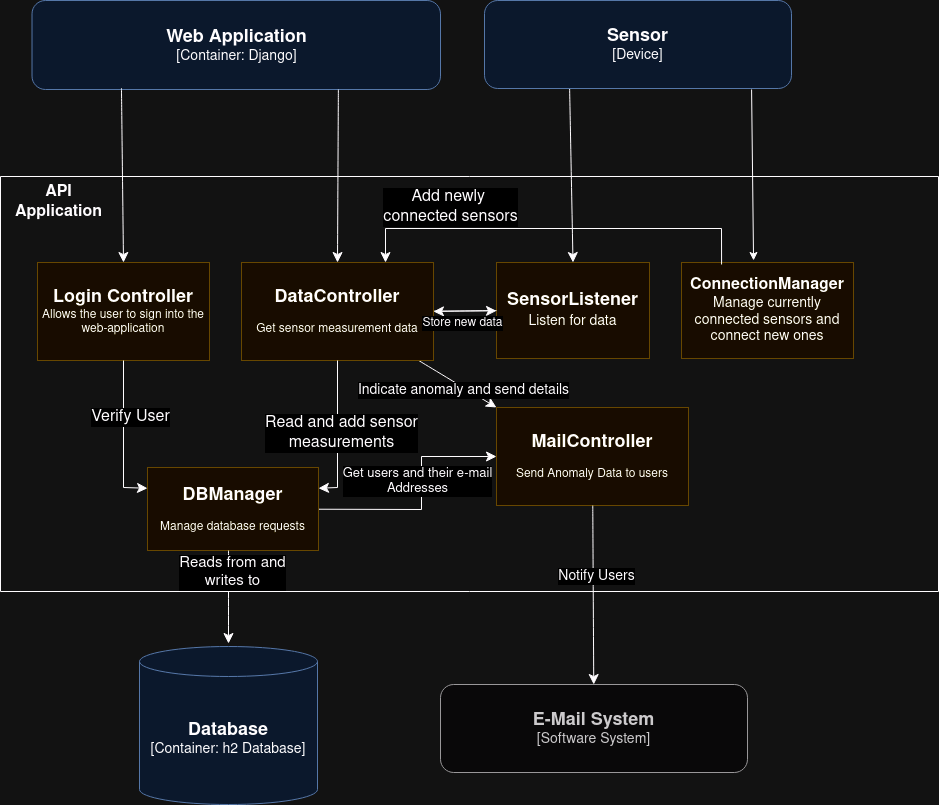 Web Application
[Container: Django]
Sensor
[Device]
API
Application
Add newly
connected sensors
Login Controller
Allows the user to sign into the
web-application
DataController
Get sensor measurement data
Store new data
SensorListener
Listen for data
ConnectionManager
Manage currently
connected sensors and
connect new ones
Indicate anomaly and send details
Verify User
Read and add sensor
measurements
MailController
Send Anomaly Data to users
Get users and their e-mail
Addresses
DBManager
Manage database requests
Reads from and
writes to
Notify Users
Database
[Container: h2 Database]
E-Mail System
[Software System]